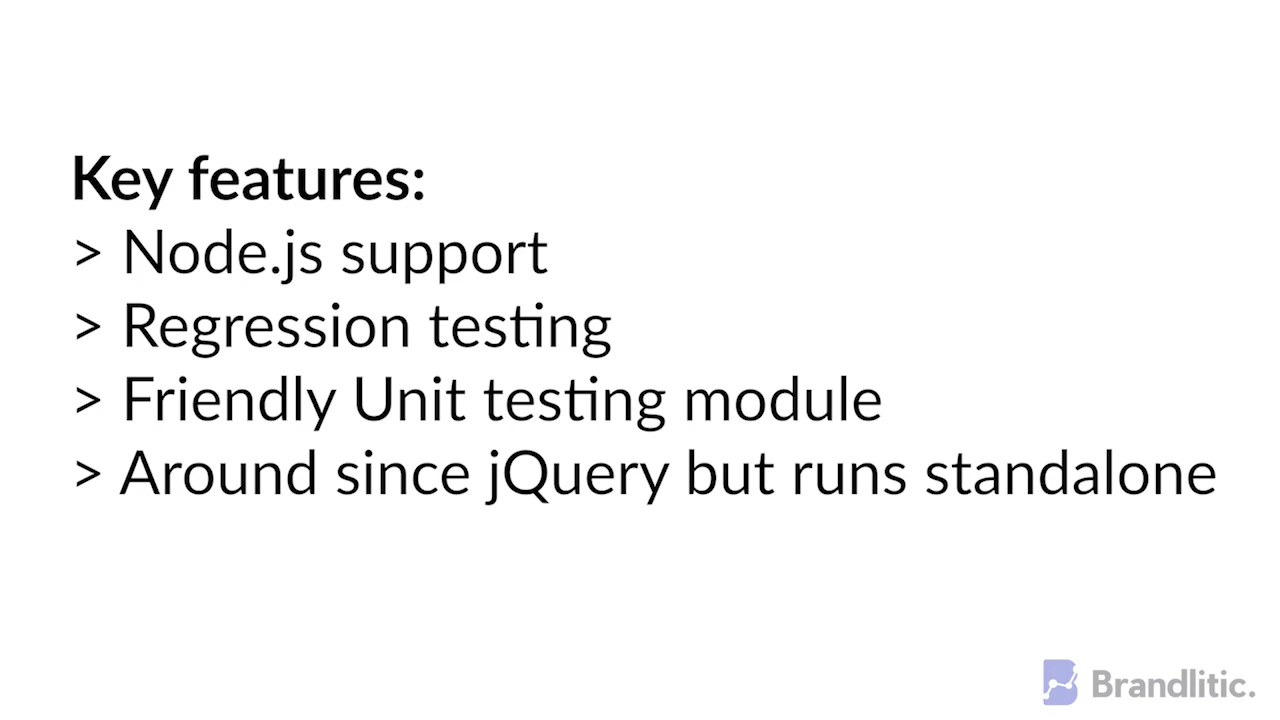 Key features:
> Node.js support
> Regression testing
> Friendly Unit testing module
> Around since jQuery but runs standalone
Brandlitic.